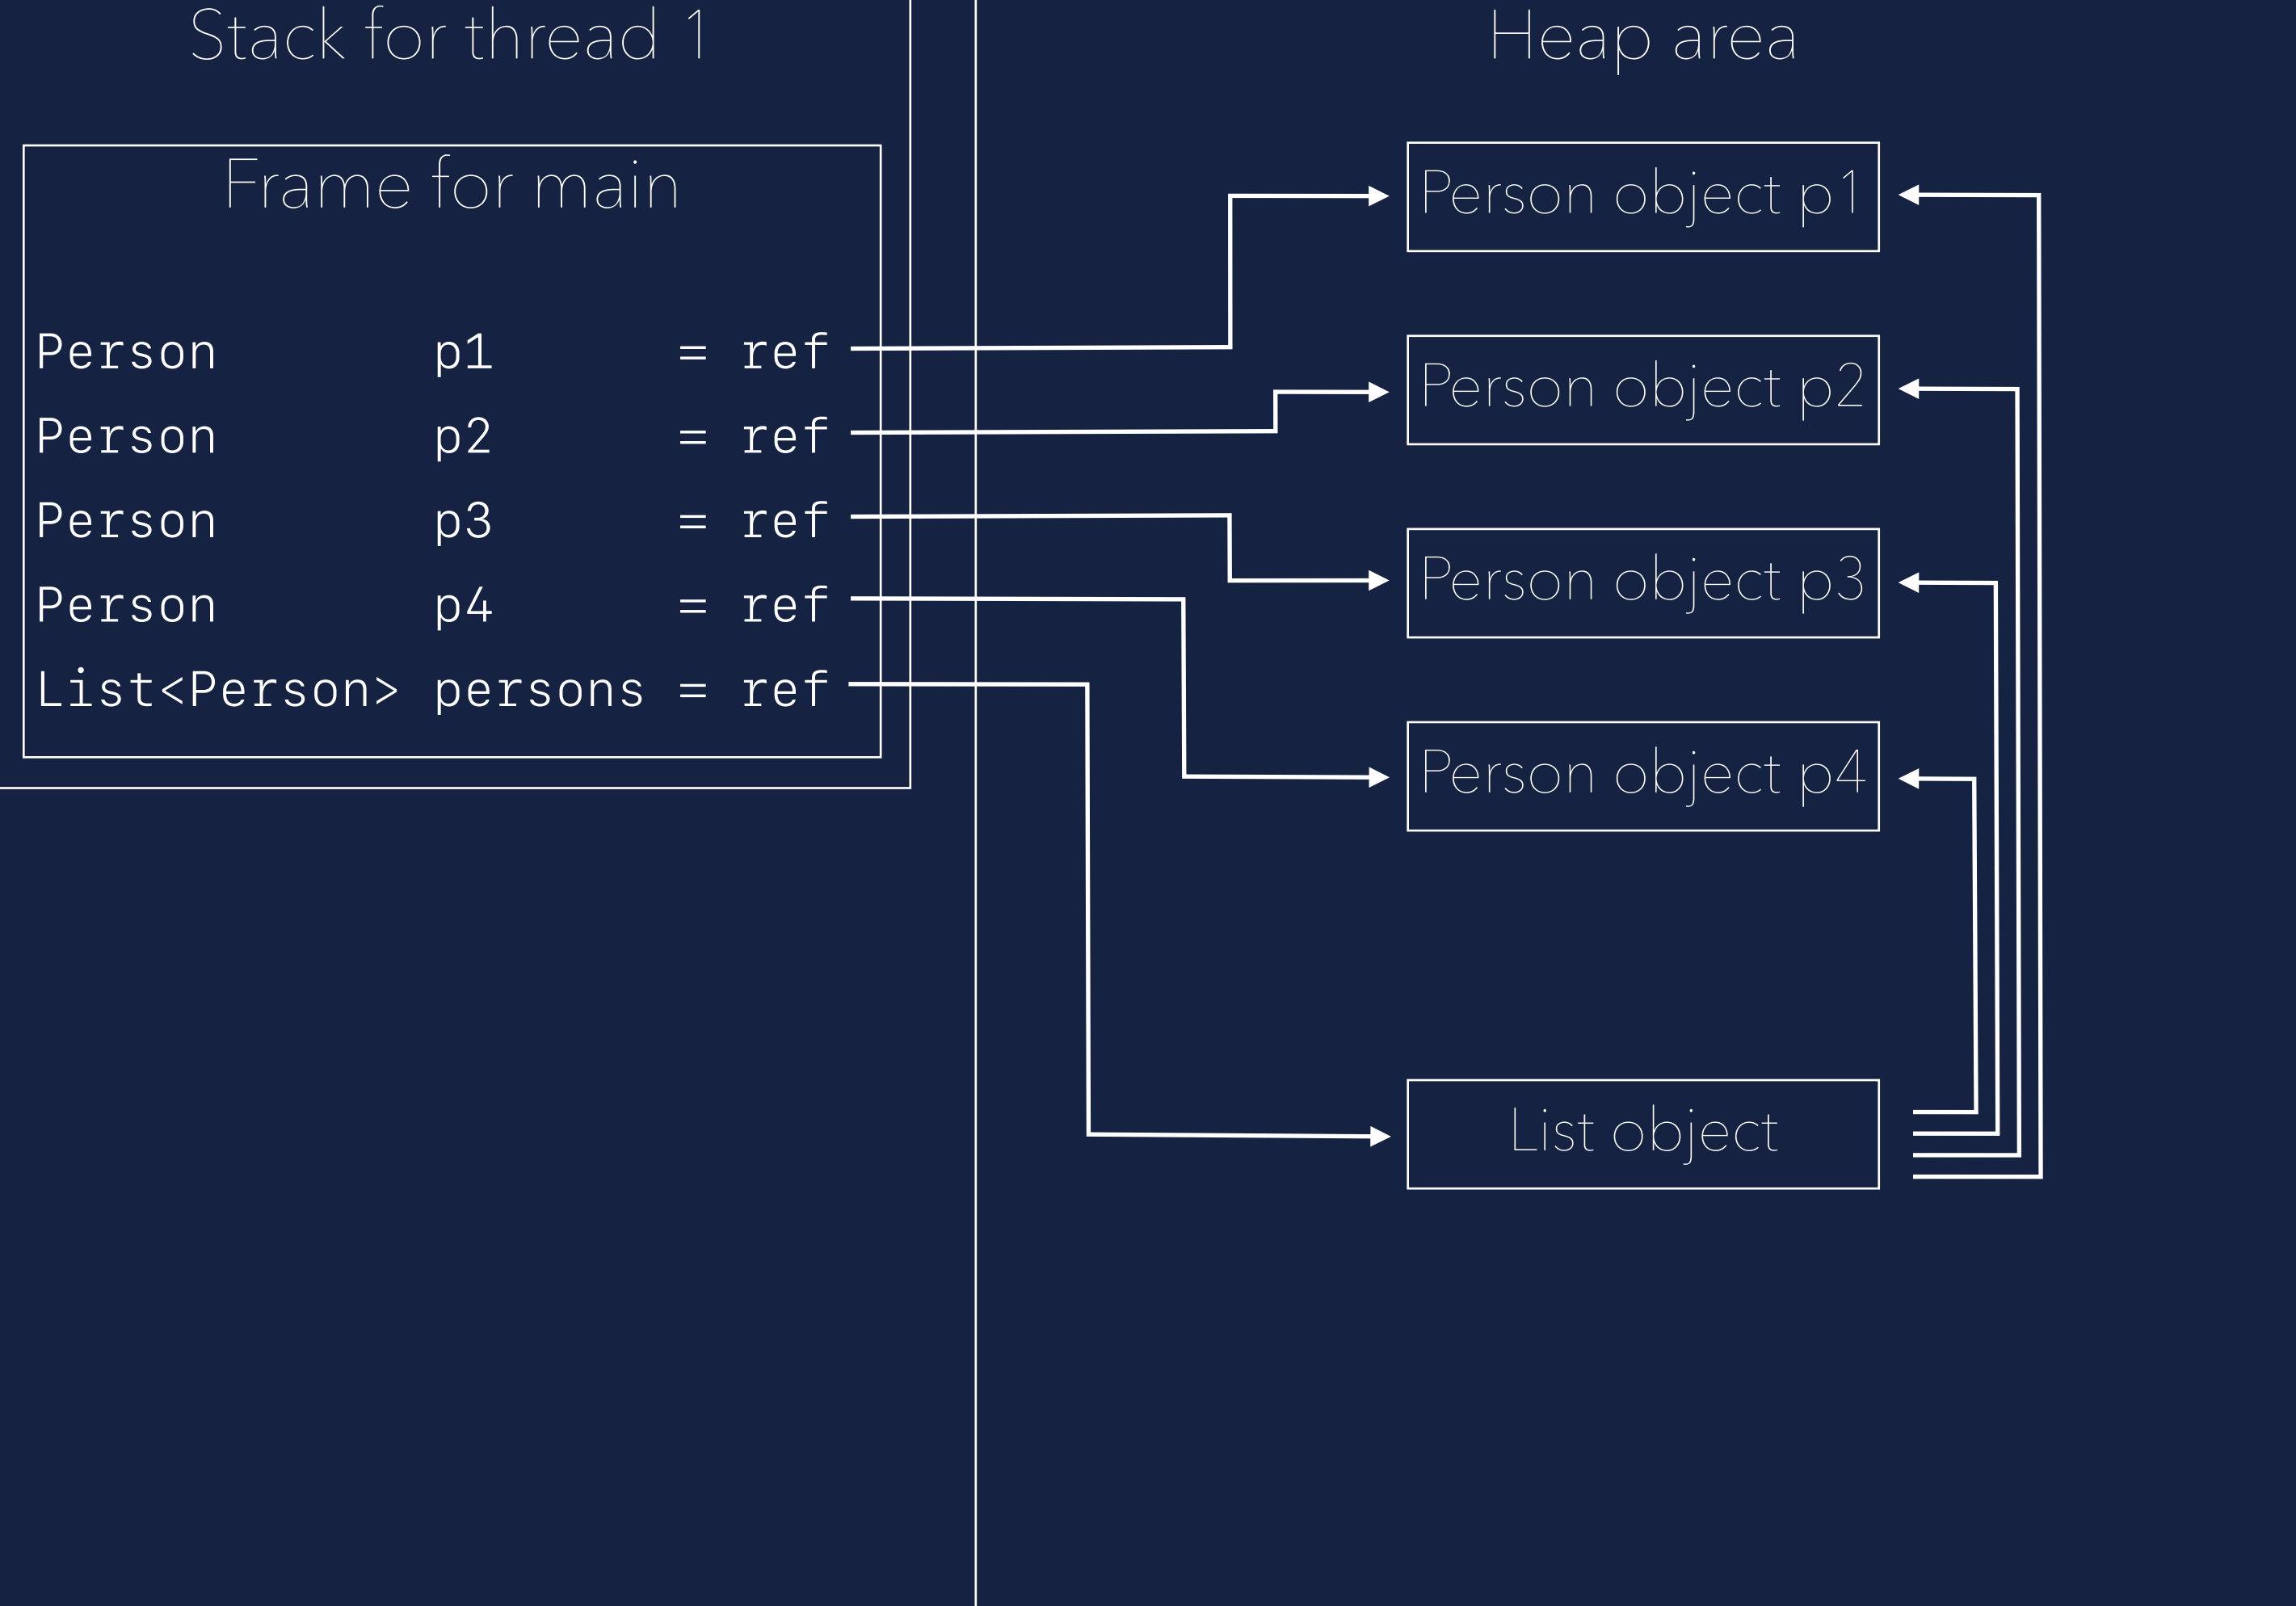 Stack for thread 1
Frame for main
Person p1 = ref
Person p2 = ref
Person p3 = ref
Person p4 = ref
List<Person> persons = ref
Heap area
Person object p1
Person object p2
Person object p3
Person object p4
List object